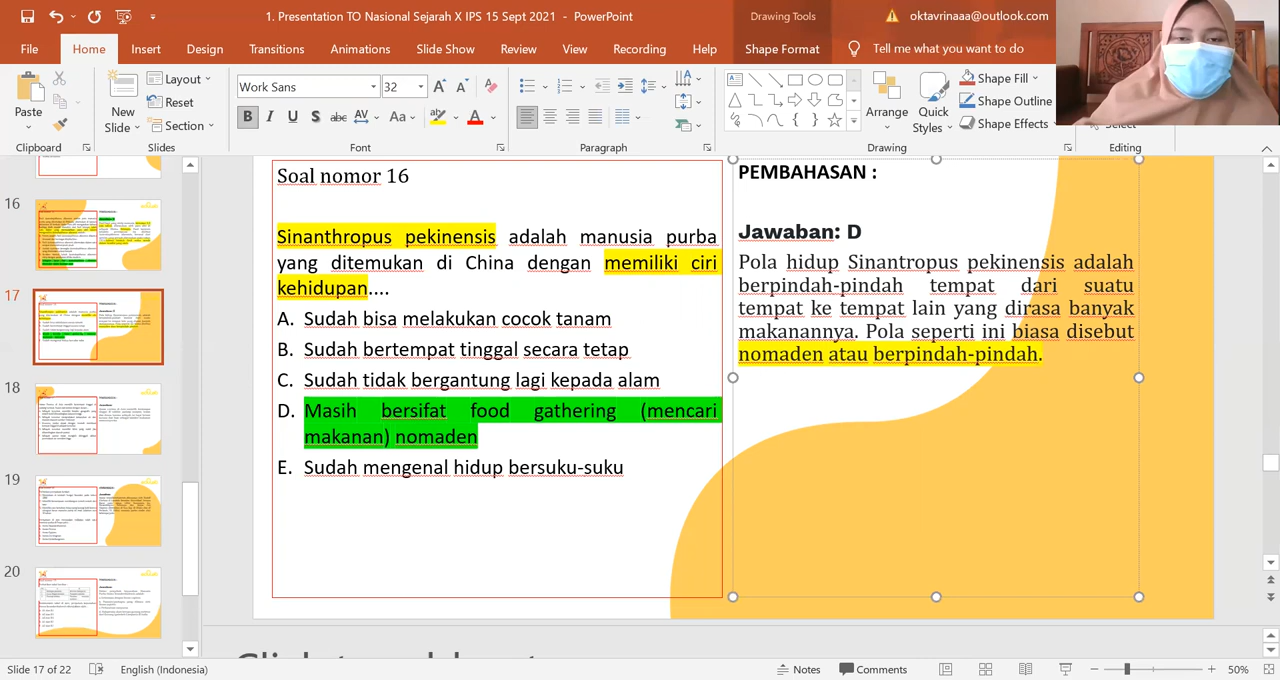 1. Presentation TO Nasional Sejarah X IPS 15 Sept 2021 - PowerPoint
Drawing Tools
oktavrinaaa@outlook.com
File Home Insert Design Transitions Animations Slide Show Review View Recording Help Shape Format Tell me what you want to do
Paste
Clipboard
New
Slide
Layout
Reset
Section
Slides
Work Sans 32
B I U S abc AV Aa A
Font
Paragraph
Arrange
Quick
Styles
Shape Fill
Shape Outline
Shape Effects
Drawing
Select
Editing
16
17
18
19
20
Soal nomor 16
Sinanthropus pekinensis adalah manusia purba
yang ditemukan di China dengan memiliki ciri
kehidupan....
A. Sudah bisa melakukan cocok tanam
B. Sudah bertempat tinggal secara tetap
C. Sudah tidak bergantung lagi kepada alam
D. Masih bersifat food gathering (mencari
makanan) nomaden
E. Sudah mengenal hidup bersuku-suku
PEMBAHASAN :
Jawaban: D
Pola hidup Sinantropus pekinensis adalah
berpindah-pindah tempat dari suatu
tempat ke tempat lain yang dirasa banyak
makanannya. Pola seperti ini biasa disebut
nomaden atau berpindah-pindah.
Slide 17 of 22
English (Indonesia)
Notes
Comments
50%